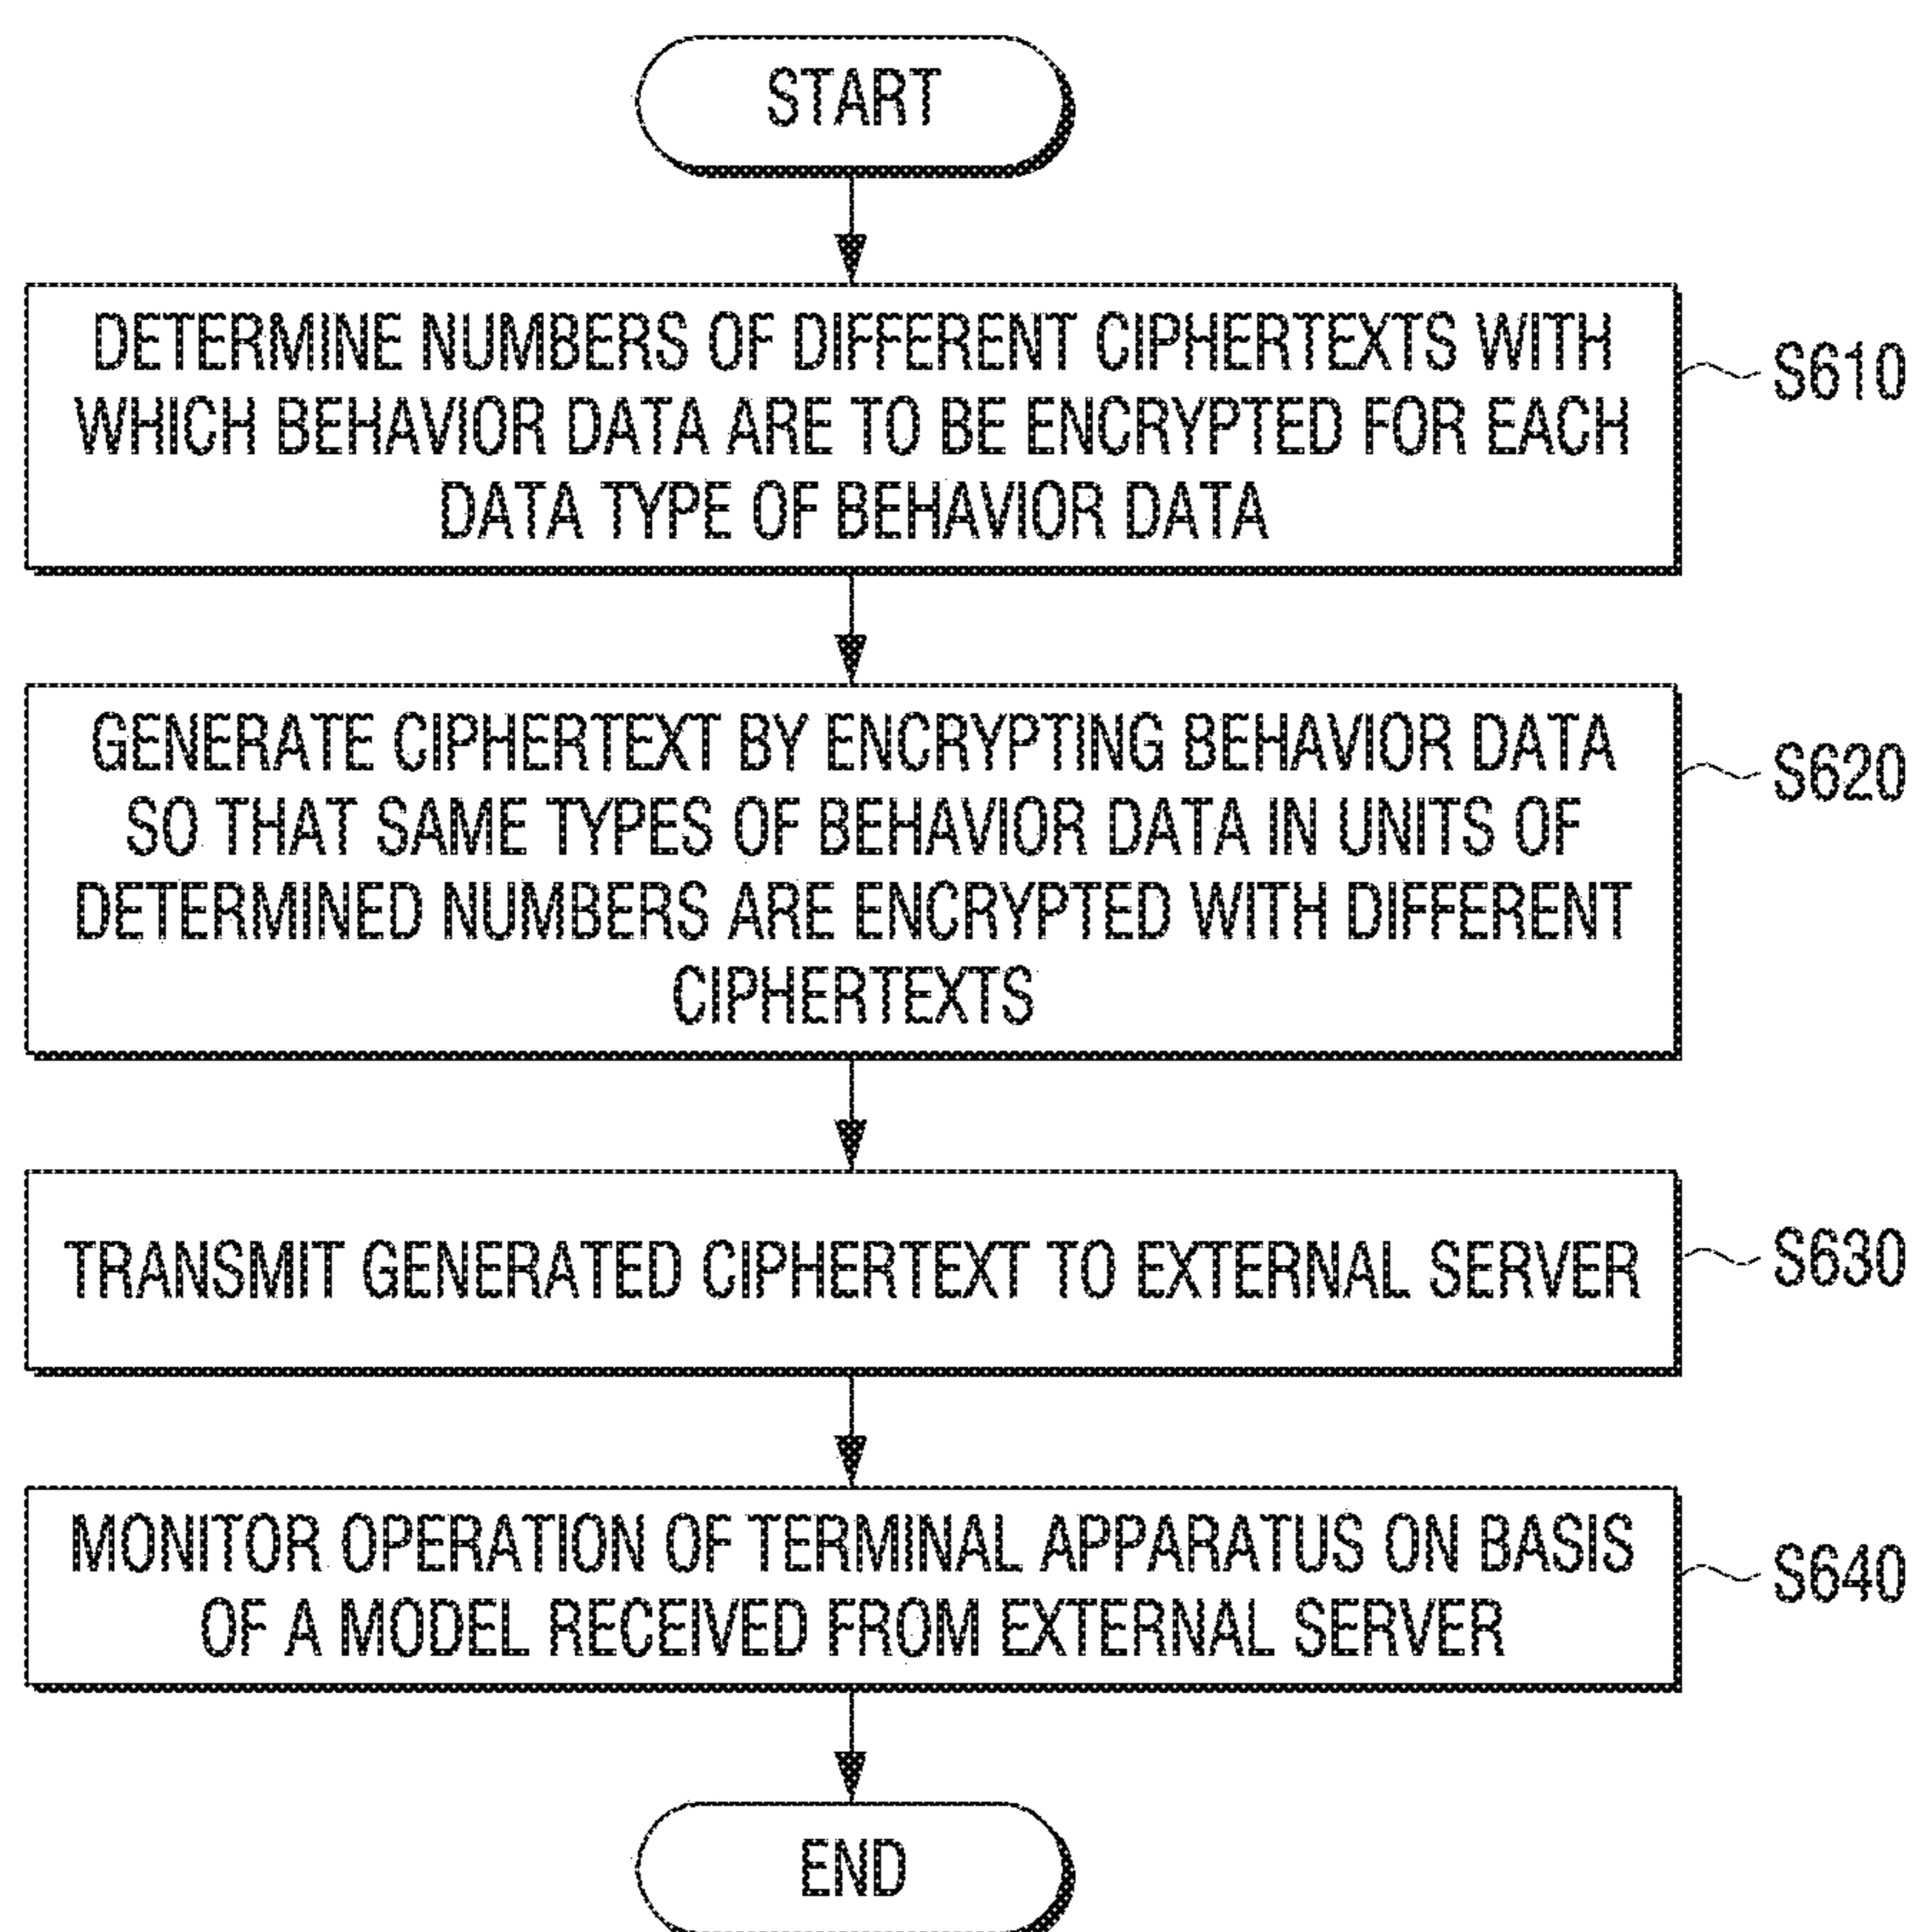 START
DETERMINE NUMBERS OF DIFFERENT CIPHERTEXTS WITH
WHICH BEHAVIOR DATA ARE TO BE ENCRYPTED FOR EACH
DATA TYPE OF BEHAVIOR DATA
S610
GENERATE CIPHERTEXT BY ENCRYPTING BEHAVIOR DATA
SO THAT SAME TYPES OF BEHAVIOR DATA IN UNITS OF
DETERMINED NUMBERS ARE ENCRYPTED WITH DIFFERENT
CIPHERTEXTS
S620
TRANSMIT GENERATED CIPHERTEXT TO EXTERNAL SERVER
S630
MONITOR OPERATION OF TERMINAL APPARATUS ON BASIS
OF A MODEL RECEIVED FROM EXTERNAL SERVER
S640
END